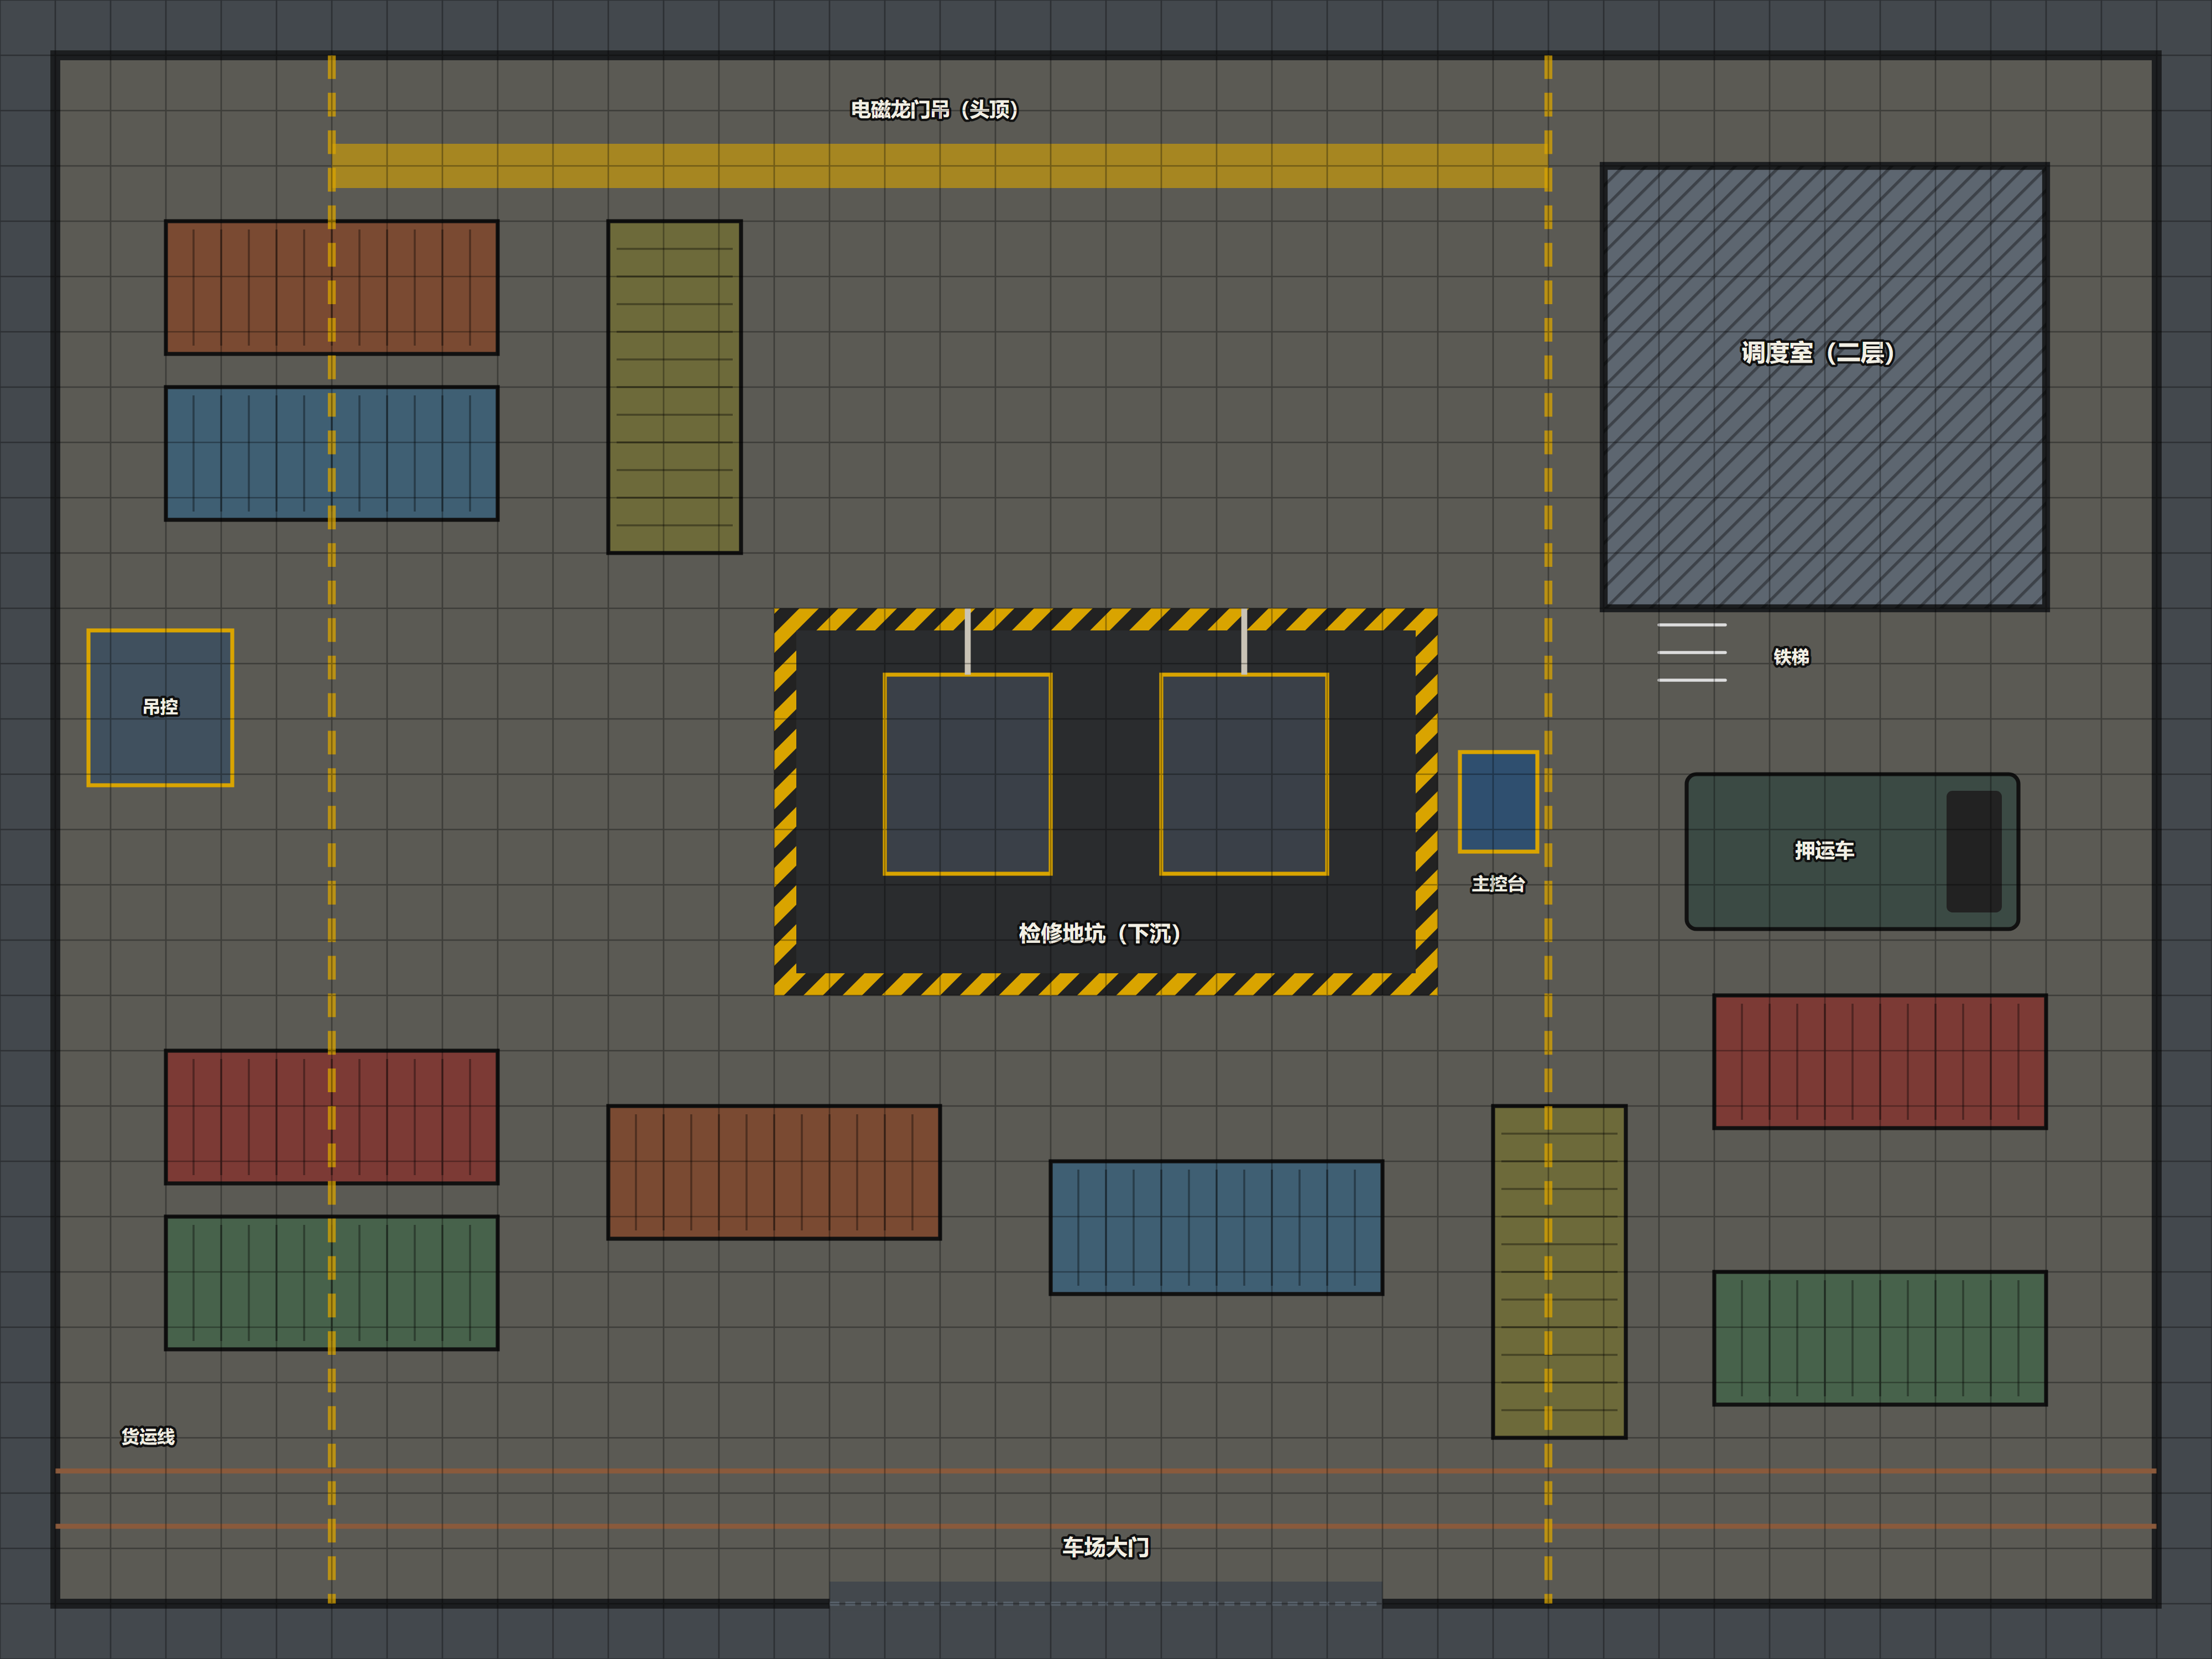 电磁龙门吊（头顶）
调度室（二层）
铁梯
吊控
押运车
主控台
检修地坑（下沉）
货运线
车场大门